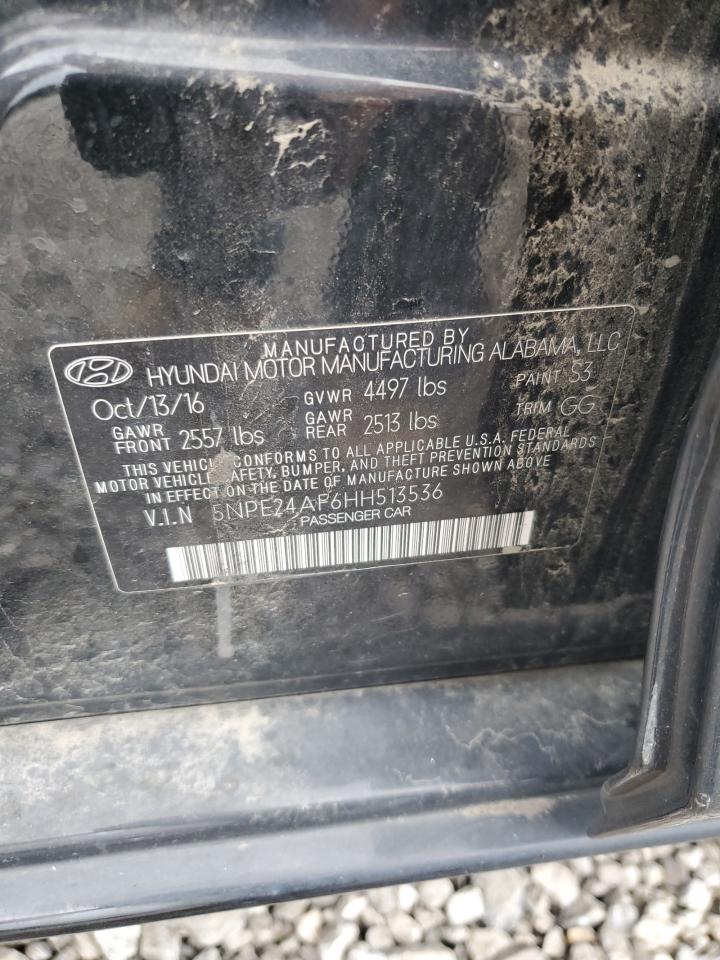 MANUFACTURED BY
HYUNDAI MOTOR MANUFACTURING ALABAMA, LLC
Oct/13/16 GVWR 4497 lbs PAINT S3
GAWR FRONT 2557 lbs GAWR REAR 2513 lbs TRIM GG
THIS VEHICLE CONFORMS TO ALL APPLICABLE U.S.A. FEDERAL
MOTOR VEHICLE SAFETY, BUMPER, AND THEFT PREVENTION STANDARDS
IN EFFECT ON THE DATE OF MANUFACTURE SHOWN ABOVE.
V.I.N 5NPE24AF6HH513536
PASSENGER CAR